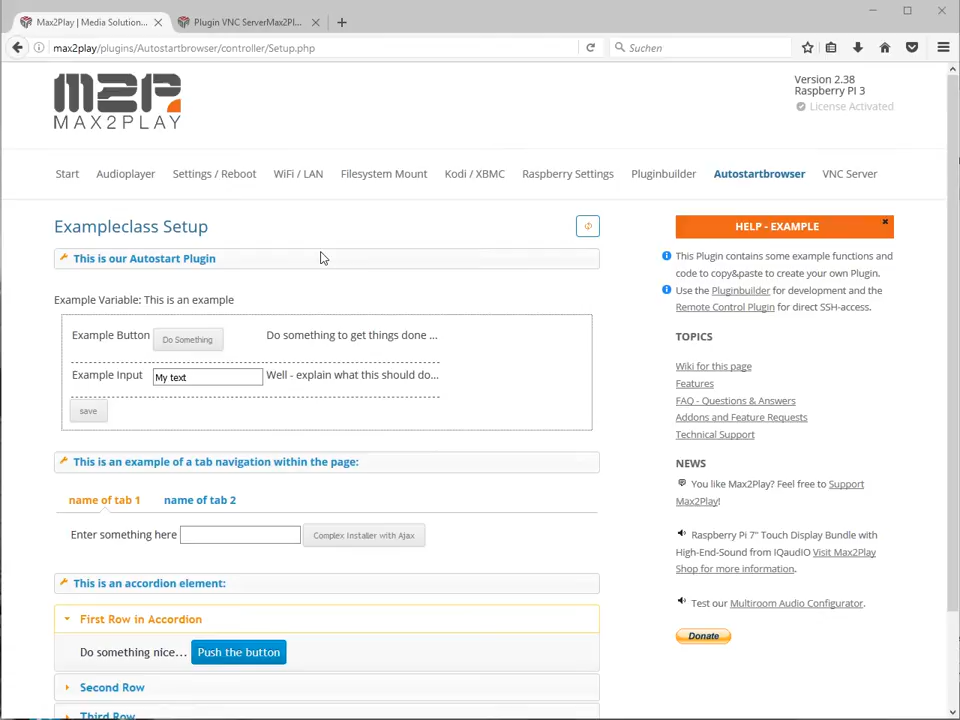 Max2Play | Media Solution...
Plugin VNC ServerMax2Pl...
max2play/plugins/Autostartbrowser/controller/Setup.php
Suchen
M2P
MAX2PLAY
Version 2.38
Raspberry PI 3
License Activated
Start Audioplayer Settings / Reboot WiFi / LAN Filesystem Mount Kodi / XBMC Raspberry Settings Pluginbuilder Autostartbrowser VNC Server
Exampleclass Setup
This is our Autostart Plugin
Example Variable: This is an example
Example Button Do Something Do something to get things done ...
Example Input My text Well - explain what this should do...
save
This is an example of a tab navigation within the page:
name of tab 1 name of tab 2
Enter something here Complex Installer with Ajax
This is an accordion element:
First Row in Accordion
Do something nice... Push the button
Second Row
Third Row
HELP - EXAMPLE
This Plugin contains some example functions and
code to copy&paste to create your own Plugin.
Use the Pluginbuilder for development and the
Remote Control Plugin for direct SSH-access.
TOPICS
Wiki for this page
Features
FAQ - Questions & Answers
Addons and Feature Requests
Technical Support
NEWS
You like Max2Play? Feel free to Support
Max2Play!
Raspberry Pi 7" Touch Display Bundle with
High-End-Sound from IQaudIO Visit Max2Play
Shop for more information.
Test our Multiroom Audio Configurator.
Donate